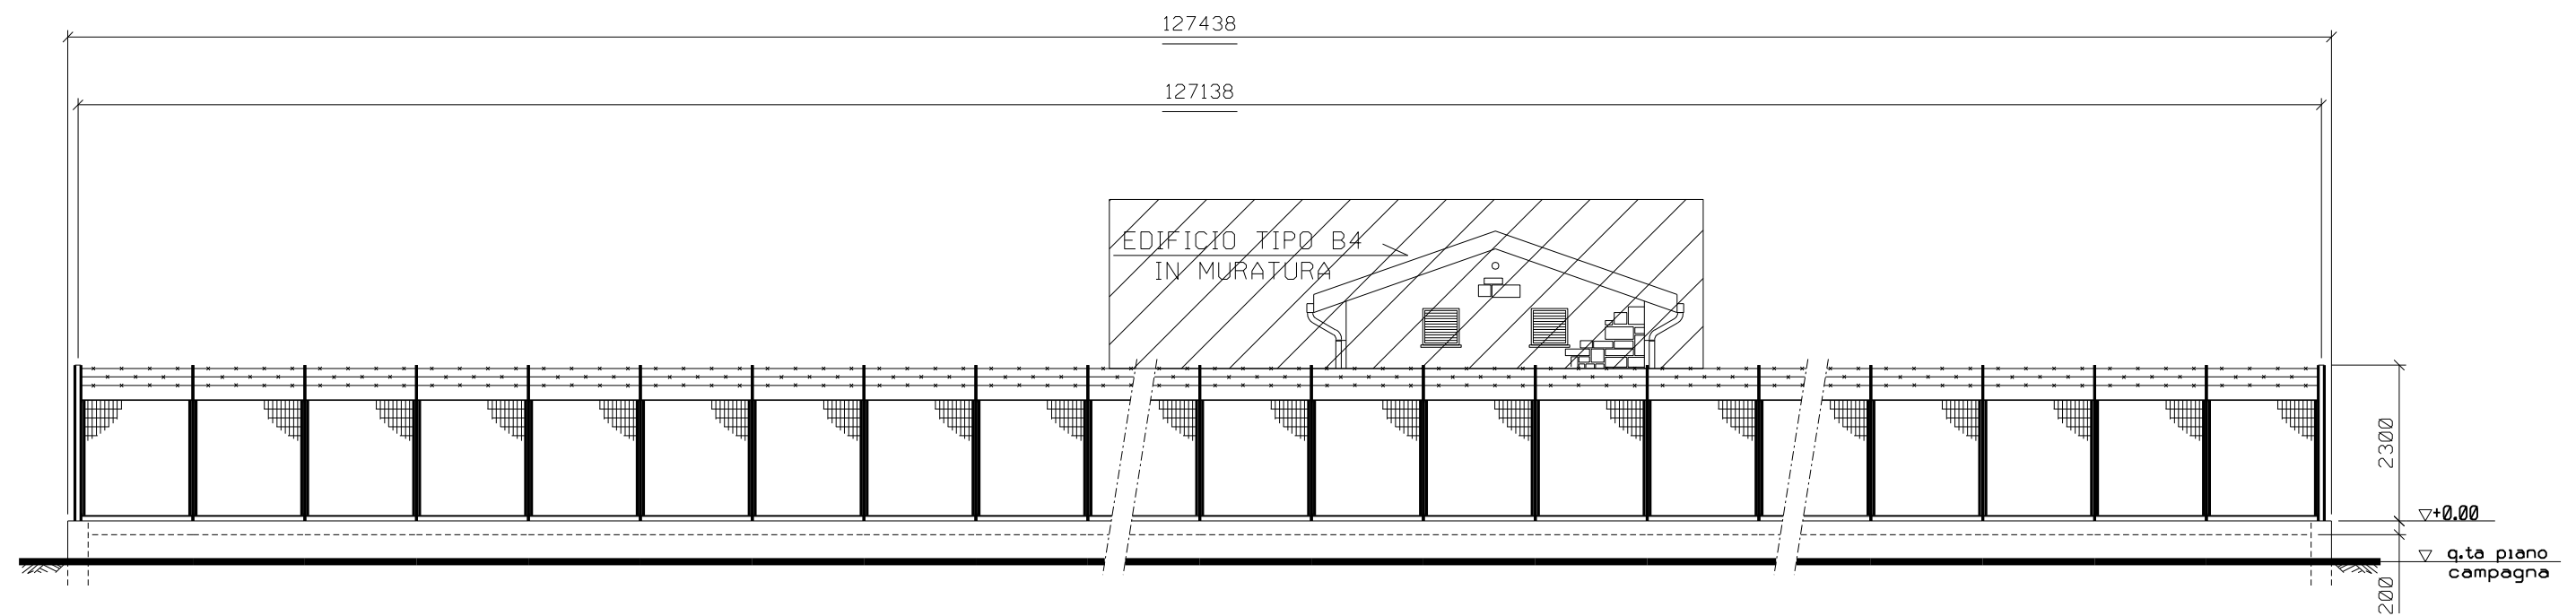 127438
127138
EDIFICIO TIPO B4
IN MURATURA
2300
+0.00
q.ta piano
campagna
200